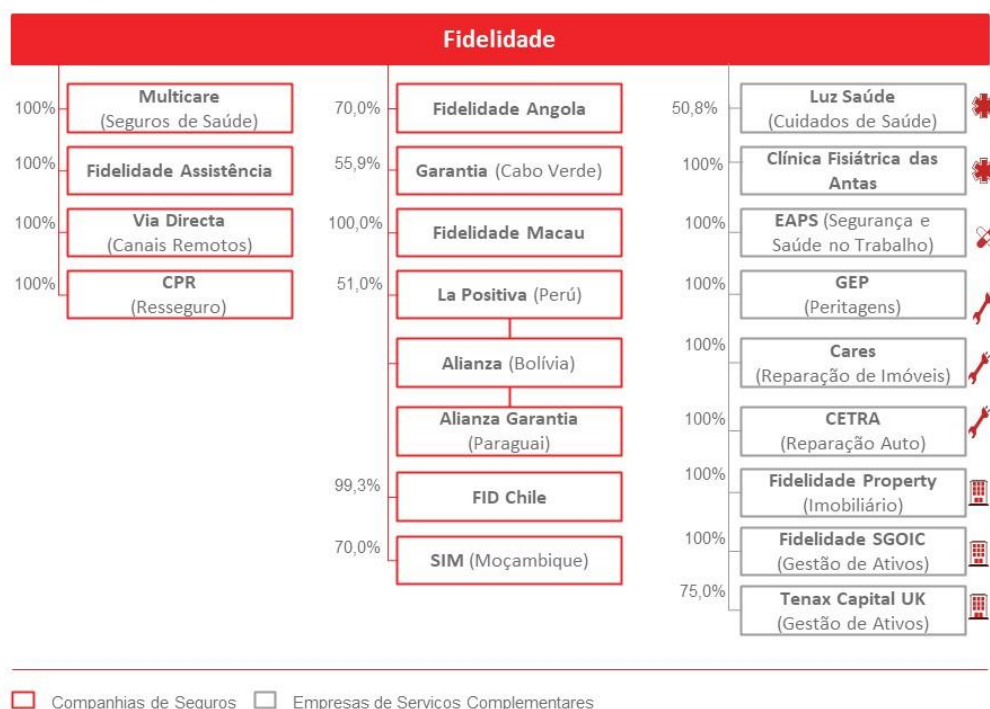 Fidelidade
100%
Multicare
(Seguros de Saúde)
100%
Fidelidade Assistência
100%
Via Directa
(Canais Remotos)
100%
CPR
(Resseguro)
70,0%
Fidelidade Angola
55,9%
Garantia (Cabo Verde)
100,0%
Fidelidade Macau
51,0%
La Positiva (Perú)
Alianza (Bolívia)
Alianza Garantia
(Paraguai)
99,3%
FID Chile
70,0%
SIM (Moçambique)
50,8%
Luz Saúde
(Cuidados de Saúde)
100%
Clínica Fisiátrica das
Antas
100%
EAPS (Segurança e
Saúde no Trabalho)
100%
GEP
(Peritagens)
100%
Cares
(Reparação de Imóveis)
100%
CETRA
(Reparação Auto)
100%
Fidelidade Property
(Imobiliário)
100%
Fidelidade SGOIC
(Gestão de Ativos)
75,0%
Tenax Capital UK
(Gestão de Ativos)
Companhias de Seguros
Empresas de Serviços Complementares